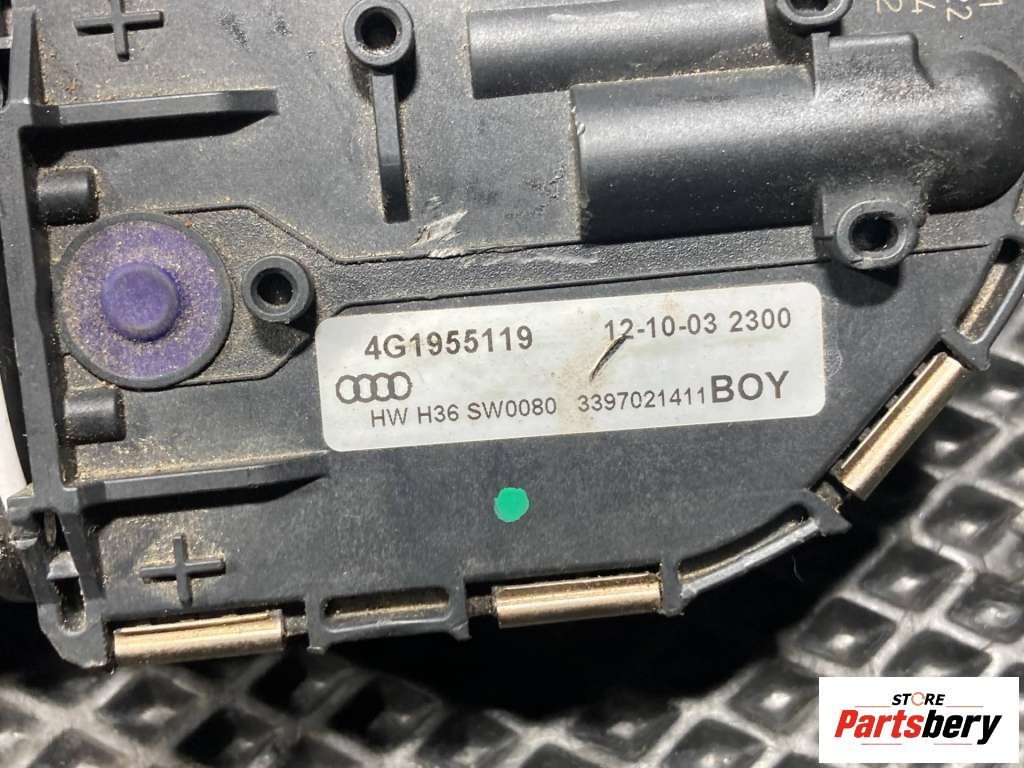 4G1955119 12-10-03 2300
HW H36 SW0080 3397021411BOY
STORE
Partsbery